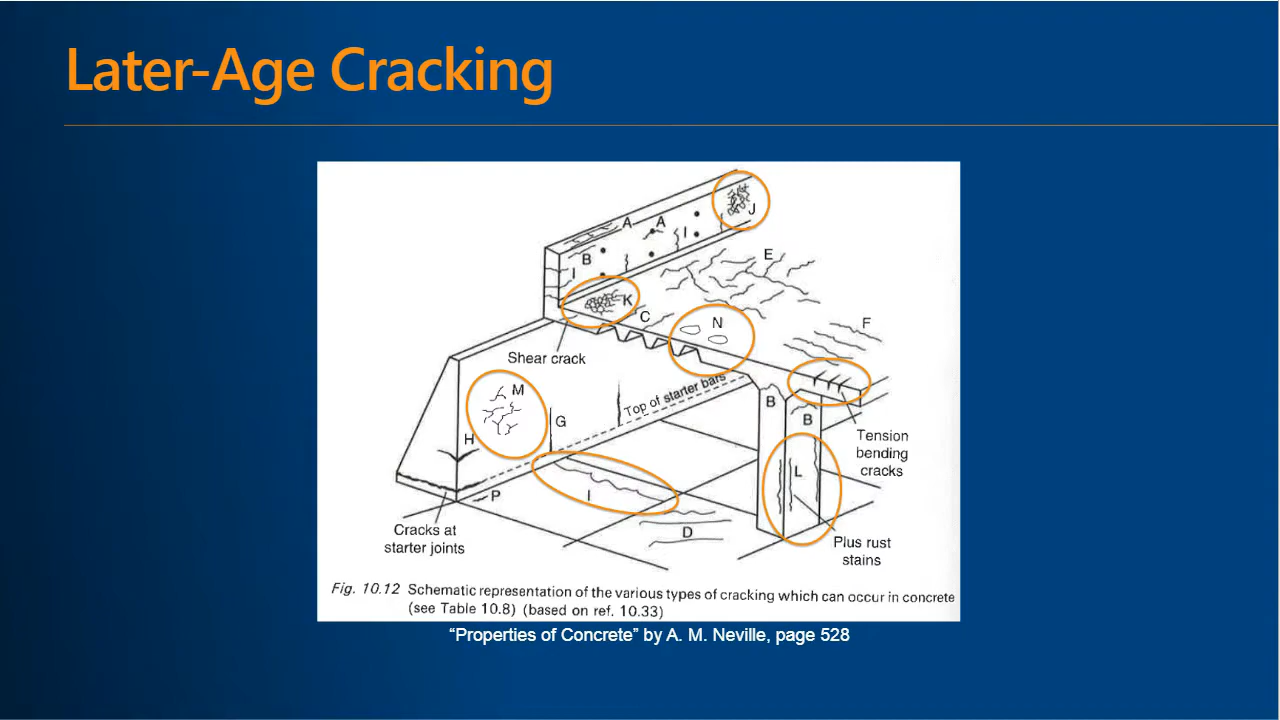 Later-Age Cracking
J
A
A
I
B
I
E
K
C
N
F
Shear crack
M
Top of starter bars
B
G
B
H
Tension
bending
cracks
L
I
P
Cracks at
starter joints
D
Plus rust
stains
Fig. 10.12 Schematic representation of the various types of cracking which can occur in concrete
(see Table 10.8) (based on ref. 10.33)
“Properties of Concrete” by A. M. Neville, page 528